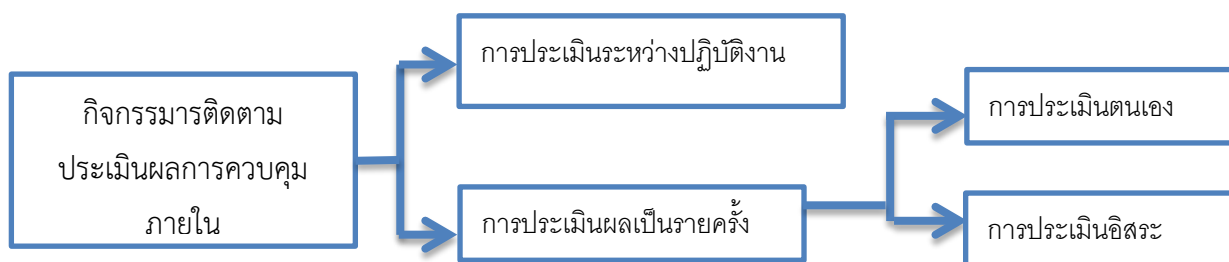 กิจกรรมารติดตาม
ประเมินผลการควบคุม
ภายใน
การประเมินระหว่างปฏิบัติงาน
การประเมินผลเป็นรายครั้ง
การประเมินตนเอง
การประเมินอิสระ